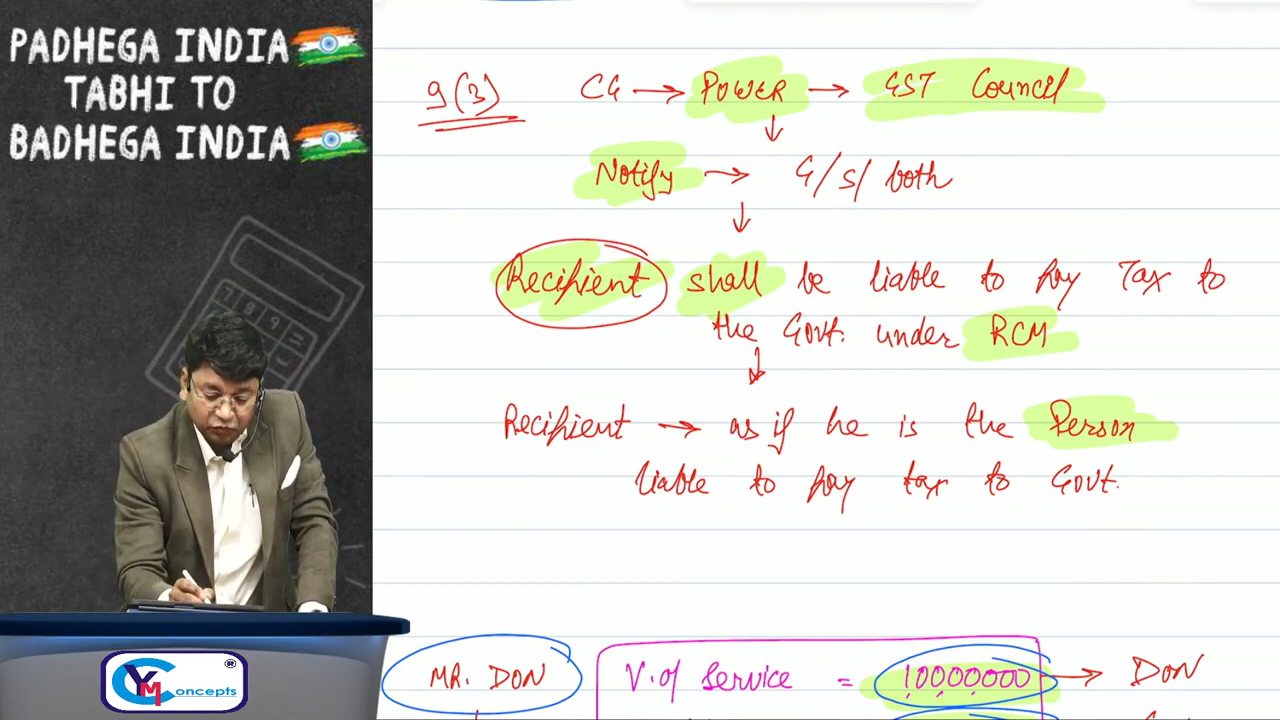 PADHEGA INDIA
TABHI TO
BADHEGA INDIA
9(3) CG → POWER → GST Council
Notify → G/S/ both
Recipient shall be liable to pay Tax to
the Govt. under RCM
Recipient → as if he is the Person
liable to pay tax to Govt.
MR. DON V. of Service = 10,00,00,000 → DON
YM Concepts ®